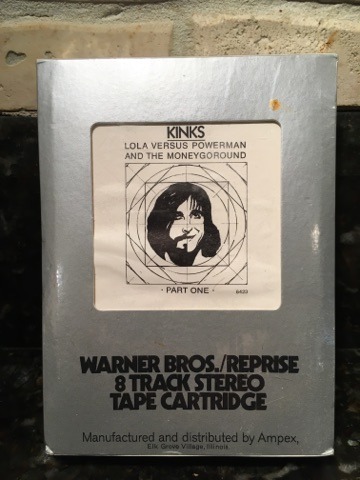 KINKS
LOLA VERSUS POWERMAN
AND THE MONEYGOROUND
· PART ONE ·
6423
WARNER BROS./REPRISE
8 TRACK STEREO
TAPE CARTRIDGE
Manufactured and distributed by Ampex,
Elk Grove Village, Illinois